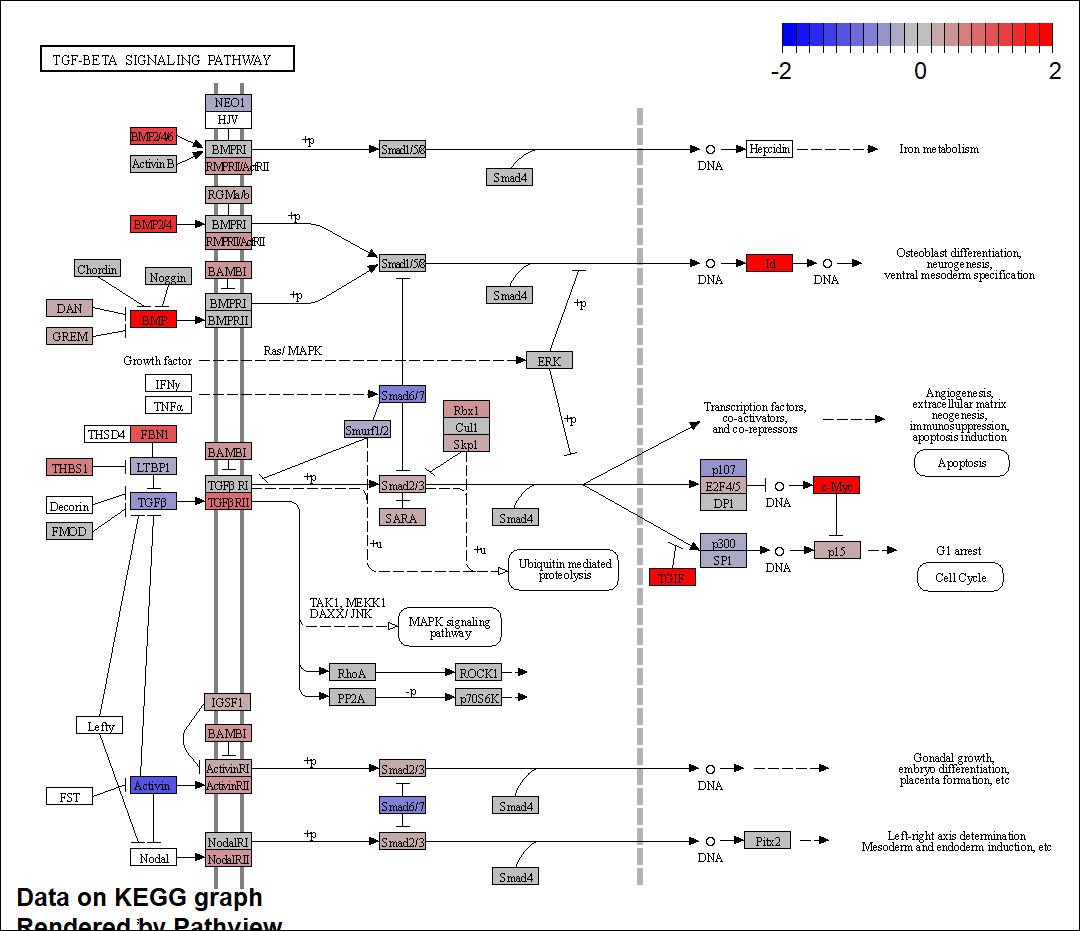 TGF-BETA SIGNALING PATHWAY
-2 0 2
NEO1
HJV
BMP2/4/6
Activin B
BMPRI
RMPRII/ActRII
+p
Smad1/5/8
Smad4
DNA
Hepcidin
Iron metabolism
RGMa/b
BMP2/4
BMPRI
RMPRII/ActRII
+p
Chordin
Noggin
BAMBI
Smad1/5/8
Smad4
DNA
Id
DNA
Osteoblast differentiation,
neurogenesis,
ventral mesoderm specification
DAN
GREM
BMP
BMPRI
BMPRII
+p
+p
Growth factor
Ras/ MAPK
ERK
IFNγ
TNFα
Smad6/7
+p
THSD4
FBN1
BAMBI
Smurf1/2
Rbx1
Cul1
Skp1
Transcription factors,
co-activators,
and co-repressors
Angiogenesis,
extracellular matrix
neogenesis,
immunosuppression,
apoptosis induction
Apoptosis
THBS1
LTBP1
Decorin
TGFβ
FMOD
TGFβ RI
TGFβRII
+p
Smad2/3
SARA
Smad4
p107
E2F4/5
DP1
DNA
c-Myc
+u
+u
Ubiquitin mediated
proteolysis
TGIF
p300
SP1
DNA
p15
G1 arrest
Cell Cycle
TAK1, MEKK1
DAXX/ JNK
MAPK signaling
pathway
RhoA
ROCK1
PP2A
-p
p70S6K
Lefty
IGSF1
BAMBI
FST
Activin
ActivinRI
ActivinRII
+p
Smad2/3
Smad6/7
Smad4
DNA
Gonadal growth,
embryo differentiation,
placenta formation, etc
Nodal
NodalRI
NodalRII
+p
Smad2/3
Smad4
DNA
Pitx2
Left-right axis determination
Mesoderm and endoderm induction, etc
Data on KEGG graph
Rendered by Pathview